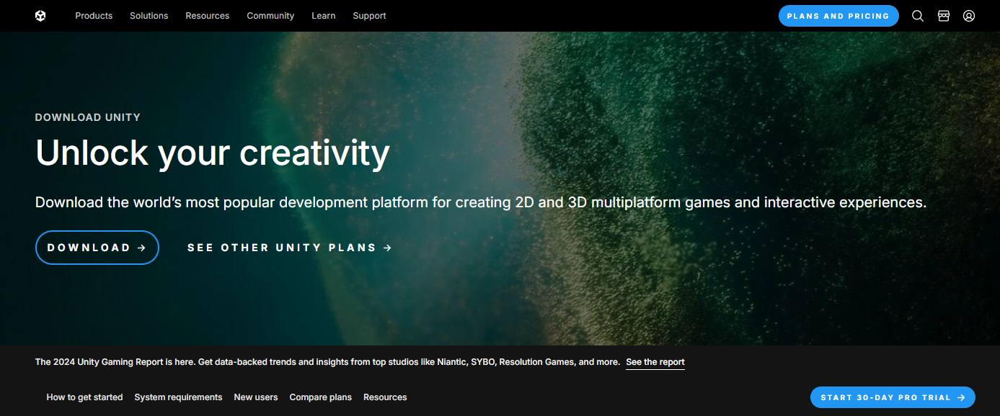 Products Solutions Resources Community Learn Support PLANS AND PRICING
DOWNLOAD UNITY
Unlock your creativity
Download the world’s most popular development platform for creating 2D and 3D multiplatform games and interactive experiences.
DOWNLOAD → SEE OTHER UNITY PLANS →
The 2024 Unity Gaming Report is here. Get data-backed trends and insights from top studios like Niantic, SYBO, Resolution Games, and more. See the report
How to get started System requirements New users Compare plans Resources START 30-DAY PRO TRIAL →